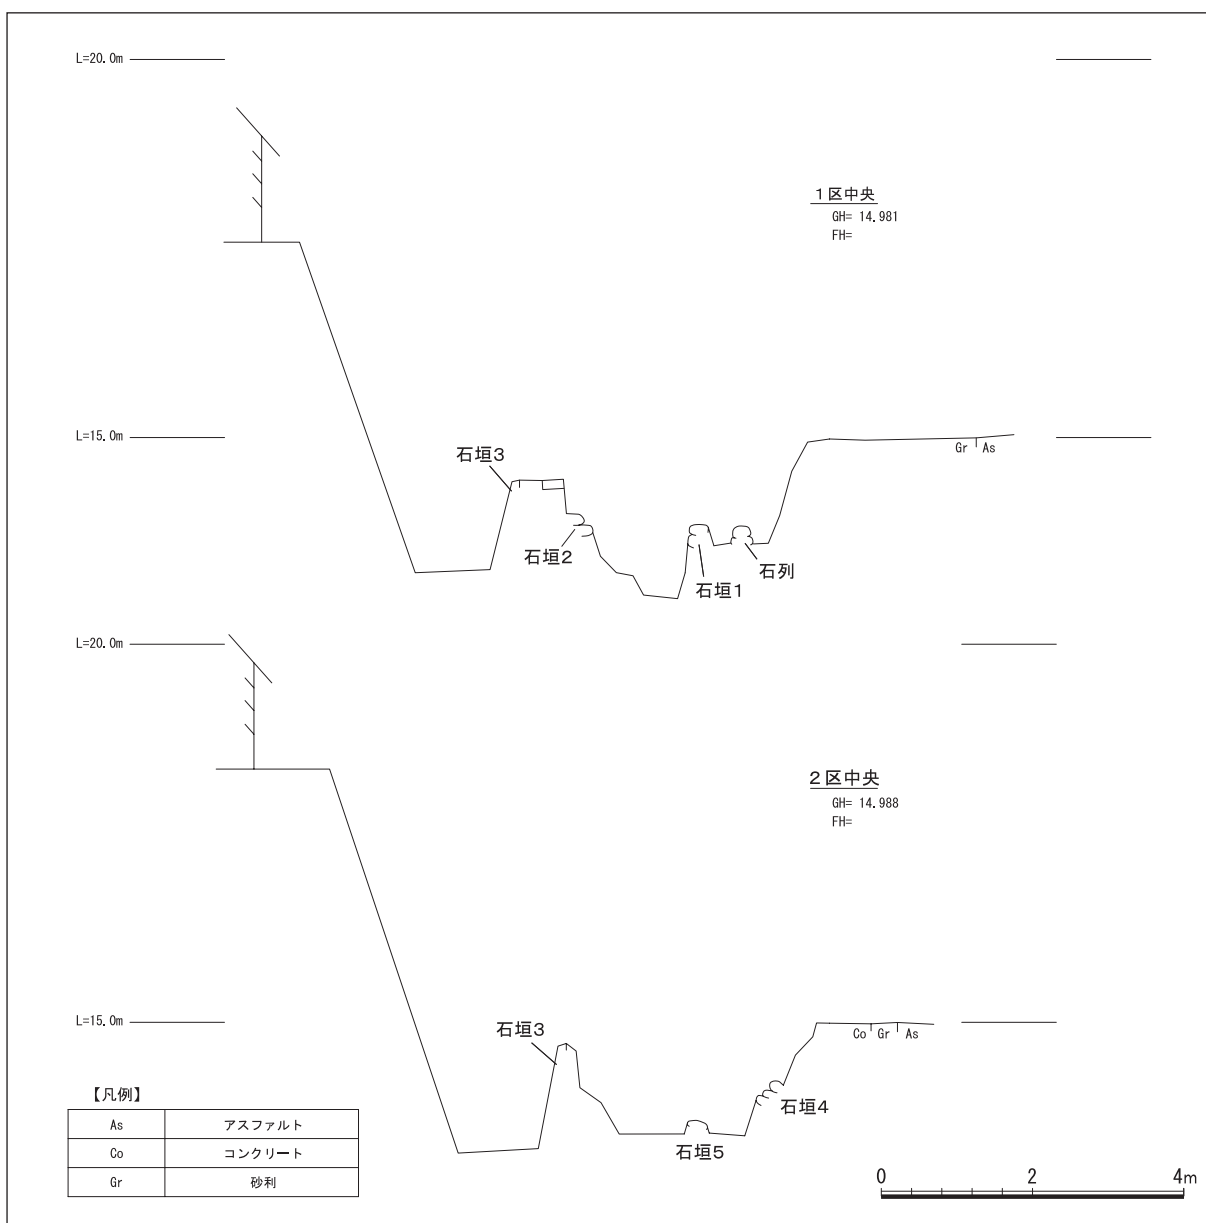 L=20.0m
1区中央
GH= 14.981
FH=
L=15.0m
Gr As
石垣3
石垣2
石垣1
石列
L=20.0m
2区中央
GH= 14.988
FH=
L=15.0m
Co Gr As
石垣3
石垣4
石垣5
【凡例】
As アスファルト
Co コンクリート
Gr 砂利
0 2 4m